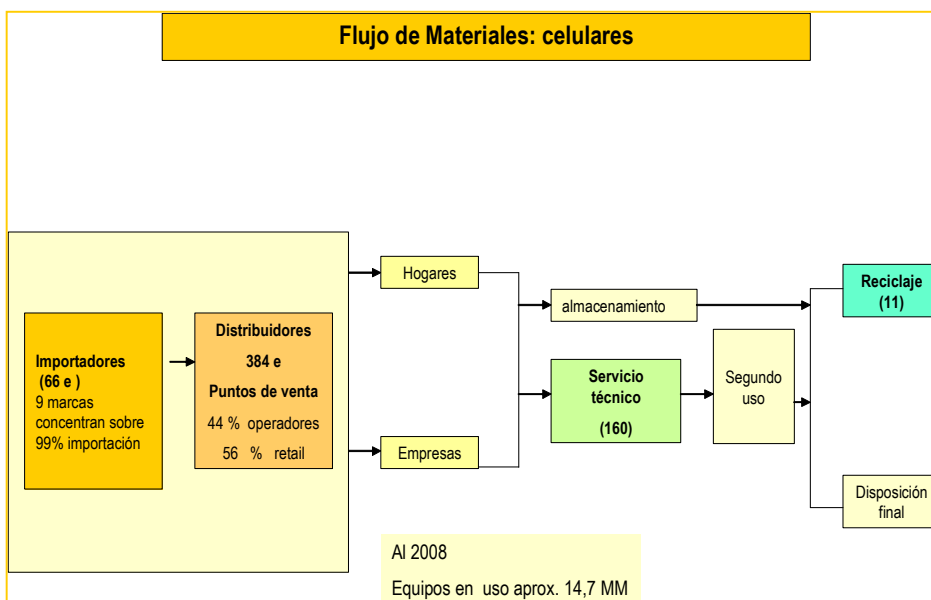 Flujo de Materiales: celulares
Importadores
(66 e )
9 marcas
concentran sobre
99% importación
Distribuidores
384 e
Puntos de venta
44 % operadores
56 % retail
Hogares
Empresas
almacenamiento
Servicio
técnico
(160)
Segundo
uso
Reciclaje
(11)
Disposición
final
Al 2008
Equipos en uso aprox. 14,7 MM